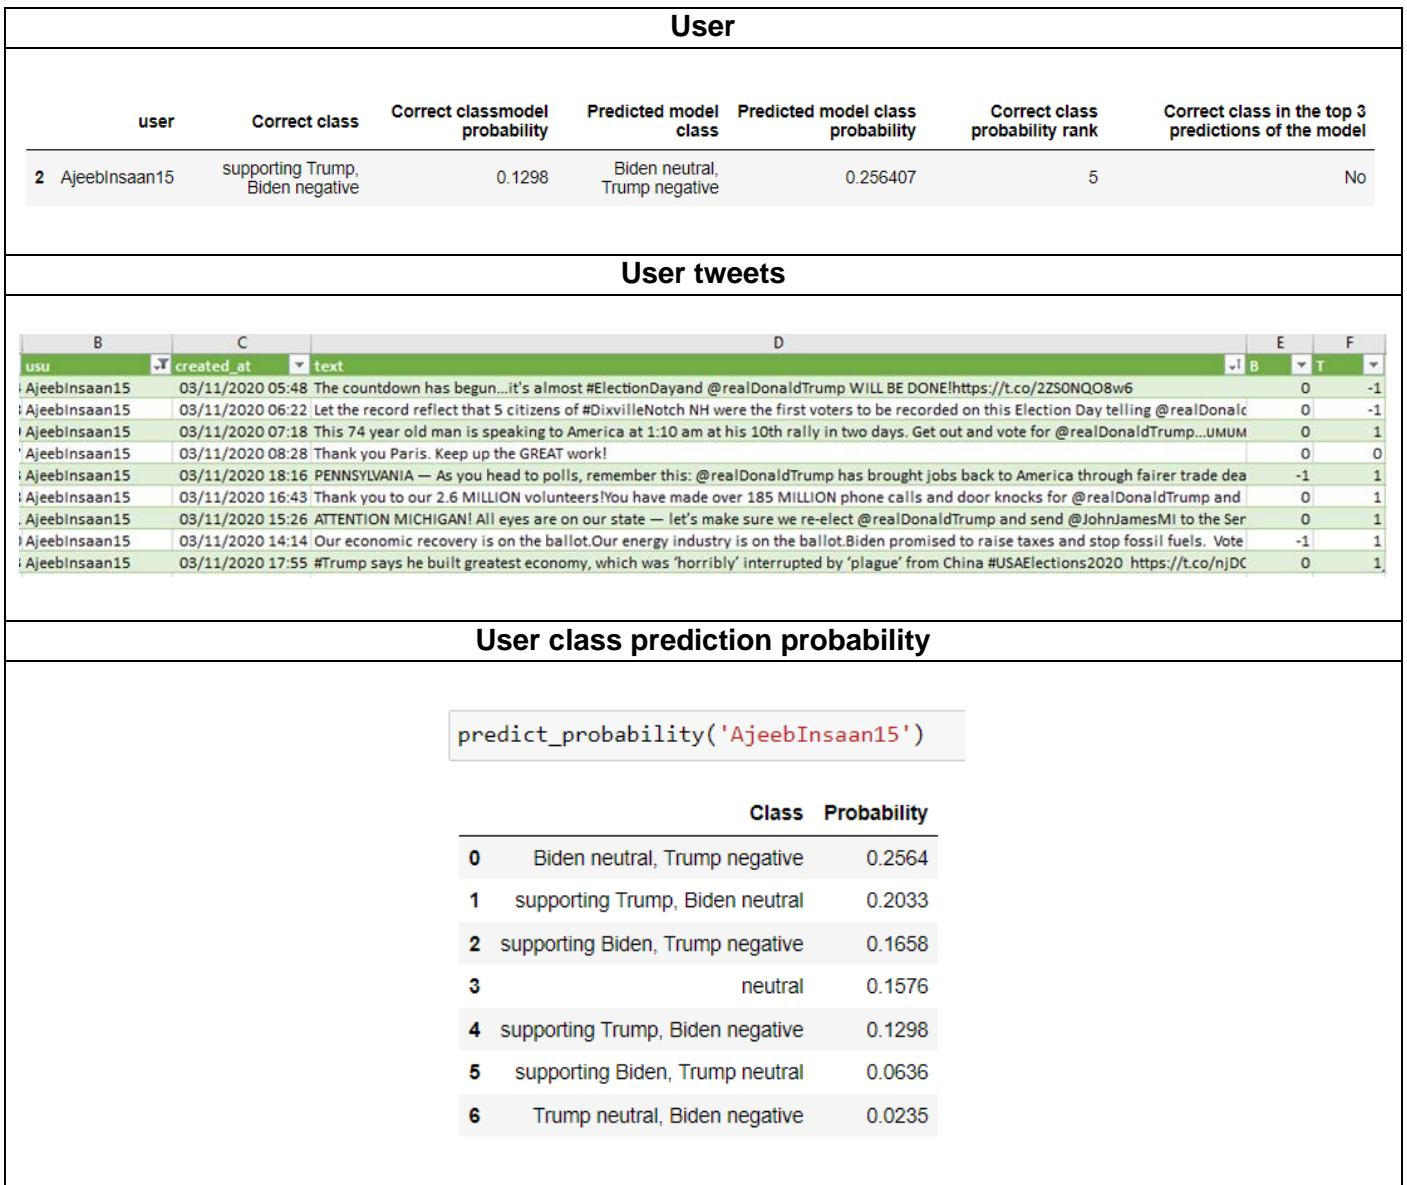 User
user Correct class Correct classmodel probability Predicted model class Predicted model class probability Correct class probability rank Correct class in the top 3 predictions of the model
2 AjeebInsaan15 supporting Trump, Biden negative 0.1298 Biden neutral, Trump negative 0.256407 5 No
User tweets
B C D E F
usu created_at text B T
AjeebInsaan15 03/11/2020 05:48 The countdown has begun...it's almost #ElectionDayand @realDonaldTrump WILL BE DONE!https://t.co/2ZS0NQO8w6 0 -1
AjeebInsaan15 03/11/2020 06:22 Let the record reflect that 5 citizens of #DixvilleNotch NH were the first voters to be recorded on this Election Day telling @realDonalc 0 -1
AjeebInsaan15 03/11/2020 07:18 This 74 year old man is speaking to America at 1:10 am at his 10th rally in two days. Get out and vote for @realDonaldTrump...UMUM 0 1
AjeebInsaan15 03/11/2020 08:28 Thank you Paris. Keep up the GREAT work! 0 0
AjeebInsaan15 03/11/2020 18:16 PENNSYLVANIA — As you head to polls, remember this: @realDonaldTrump has brought jobs back to America through fairer trade dea -1 1
AjeebInsaan15 03/11/2020 16:43 Thank you to our 2.6 MILLION volunteers!You have made over 185 MILLION phone calls and door knocks for @realDonaldTrump and 0 1
AjeebInsaan15 03/11/2020 15:26 ATTENTION MICHIGAN! All eyes are on our state — let's make sure we re-elect @realDonaldTrump and send @JohnJamesMI to the Ser 0 1
AjeebInsaan15 03/11/2020 14:14 Our economic recovery is on the ballot.Our energy industry is on the ballot.Biden promised to raise taxes and stop fossil fuels. Vote -1 1
AjeebInsaan15 03/11/2020 17:55 #Trump says he built greatest economy, which was 'horribly' interrupted by 'plague' from China #USAElections2020 https://t.co/njDC 0 1
User class prediction probability
predict_probability('AjeebInsaan15')
Class Probability
0 Biden neutral, Trump negative 0.2564
1 supporting Trump, Biden neutral 0.2033
2 supporting Biden, Trump negative 0.1658
3 neutral 0.1576
4 supporting Trump, Biden negative 0.1298
5 supporting Biden, Trump neutral 0.0636
6 Trump neutral, Biden negative 0.0235